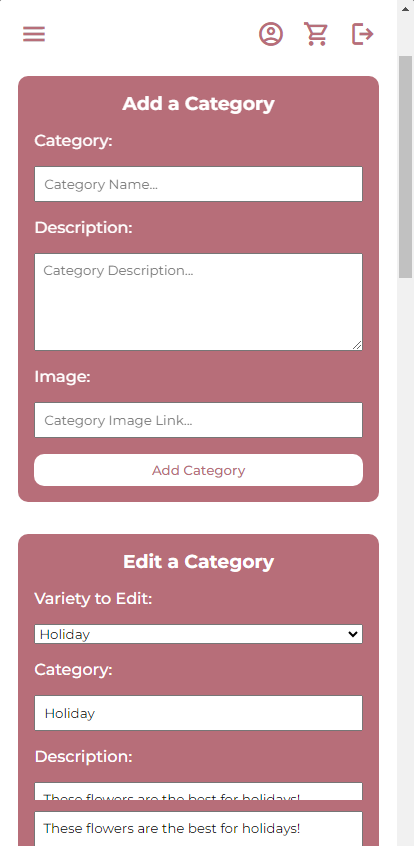 Add a Category
Category:
Category Name...
Description:
Category Description...
Image:
Category Image Link...
Add Category
Edit a Category
Variety to Edit:
Holiday
Category:
Holiday
Description:
These flowers are the best for holidays!
These flowers are the best for holidays!